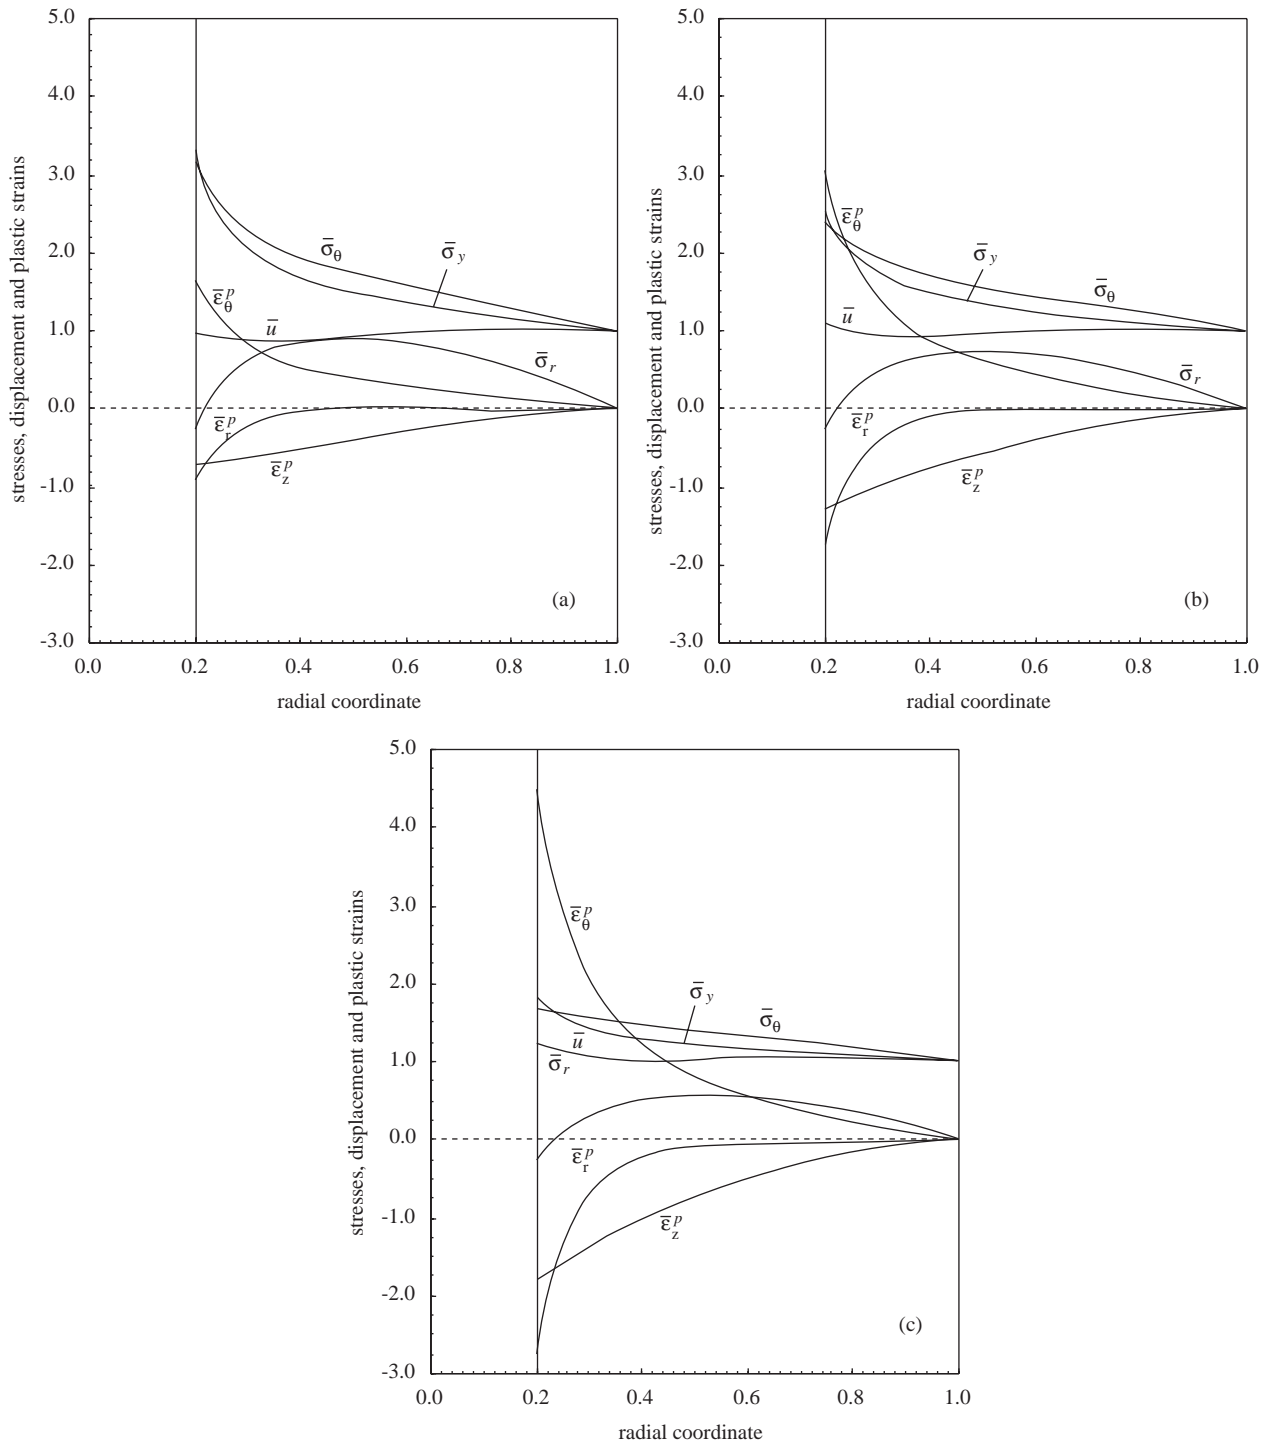 stresses, displacement and plastic strains
5.0
4.0
3.0
2.0
1.0
0.0
-1.0
-2.0
-3.0
σ̄θ
σ̄y
ε̄θᵖ
ū
σ̄r
ε̄rᵖ
ε̄zᵖ
(a)
0.0 0.2 0.4 0.6 0.8 1.0
radial coordinate
stresses, displacement and plastic strains
5.0
4.0
3.0
2.0
1.0
0.0
-1.0
-2.0
-3.0
ε̄θᵖ
σ̄y
σ̄θ
ū
σ̄r
ε̄rᵖ
ε̄zᵖ
(b)
0.0 0.2 0.4 0.6 0.8 1.0
radial coordinate
stresses, displacement and plastic strains
5.0
4.0
3.0
2.0
1.0
0.0
-1.0
-2.0
-3.0
ε̄θᵖ
σ̄y
σ̄θ
ū
σ̄r
ε̄rᵖ
ε̄zᵖ
(c)
0.0 0.2 0.4 0.6 0.8 1.0
radial coordinate